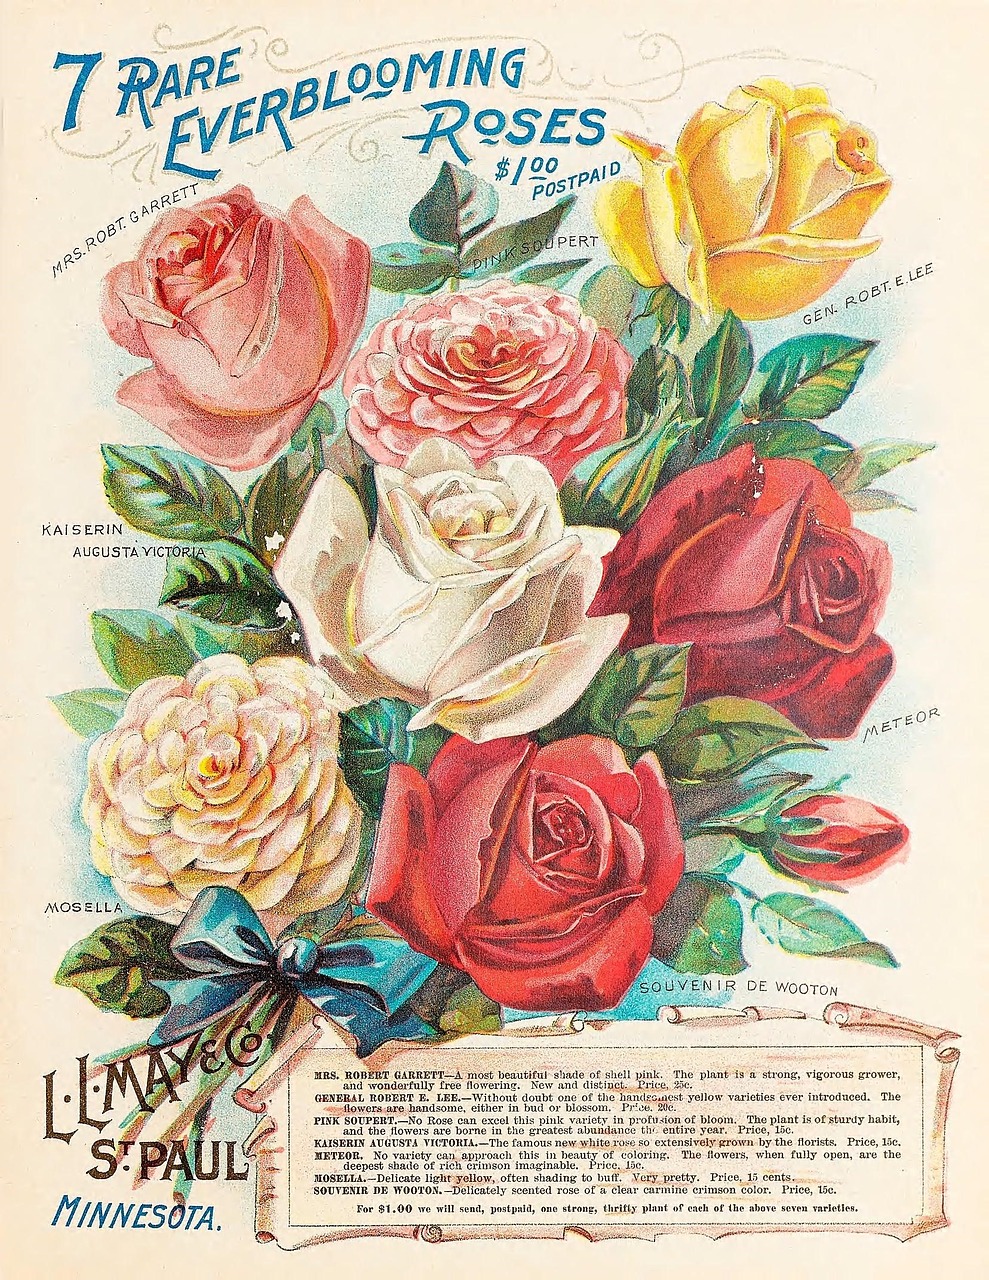 7 RARE
EVERBLOOMING
ROSES
$1.00
POSTPAID
MRS. ROBT. GARRETT
PINK SOUPERT
GEN. ROBT. E. LEE
KAISERIN
AUGUSTA VICTORIA
METEOR
MOSELLA
SOUVENIR DE WOOTON
L. L. MAY & Co
ST. PAUL
MINNESOTA.
MRS. ROBERT GARRETT—A most beautiful shade of shell pink. The plant is a strong, vigorous grower,
and wonderfully free flowering. New and distinct. Price, 25c.
GENERAL ROBERT E. LEE.—Without doubt one of the handsomest yellow varieties ever introduced. The
flowers are handsome, either in bud or blossom. Price. 20c.
PINK SOUPERT.—No Rose can excel this pink variety in profusion of bloom. The plant is of sturdy habit,
and the flowers are borne in the greatest abundance the entire year. Price, 15c.
KAISERIN AUGUSTA VICTORIA.—The famous new white rose so extensively grown by the florists. Price, 15c.
METEOR. No variety can approach this in beauty of coloring. The flowers, when fully open, are the
deepest shade of rich crimson imaginable. Price. 15c.
MOSELLA.—Delicate light yellow, often shading to buff. Very pretty. Price, 15 cents.
SOUVENIR DE WOOTON.—Delicately scented rose of a clear carmine crimson color. Price, 15c.
For $1.00 we will send, postpaid, one strong, thrifty plant of each of the above seven varieties.